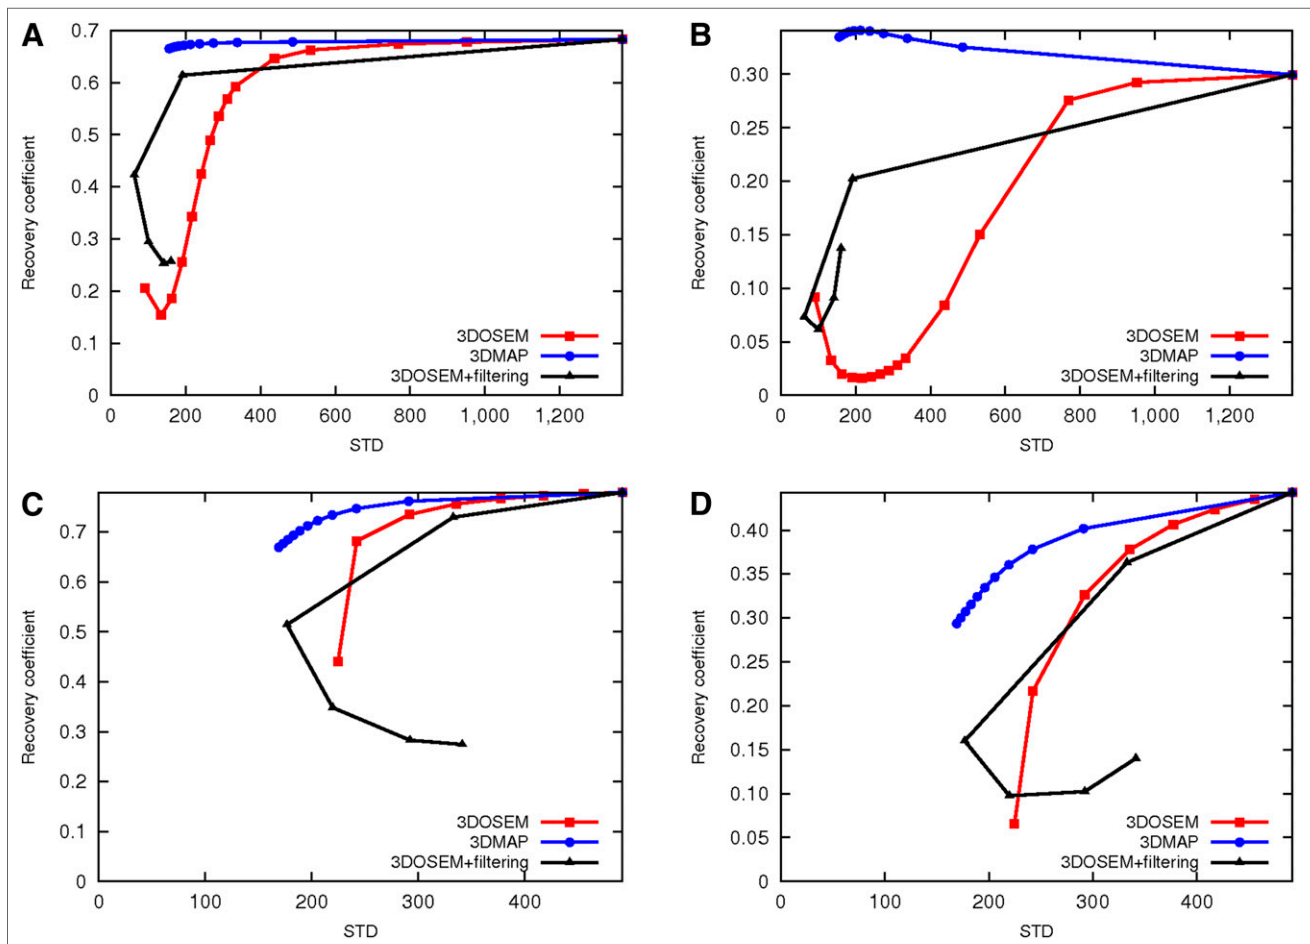 A
0.7
0.6
0.5
0.4
0.3
0.2
0.1
0
Recovery coefficient
3DOSEM
3DMAP
3DOSEM+filtering
0 200 400 600 800 1,000 1,200
STD
B
0.30
0.25
0.20
0.15
0.10
0.05
0
Recovery coefficient
3DOSEM
3DMAP
3DOSEM+filtering
0 200 400 600 800 1,000 1,200
STD
C
0.7
0.6
0.5
0.4
0.3
0.2
0.1
0
Recovery coefficient
3DOSEM
3DMAP
3DOSEM+filtering
0 100 200 300 400
STD
D
0.40
0.35
0.30
0.25
0.20
0.15
0.10
0.05
0
Recovery coefficient
3DOSEM
3DMAP
3DOSEM+filtering
0 100 200 300 400
STD